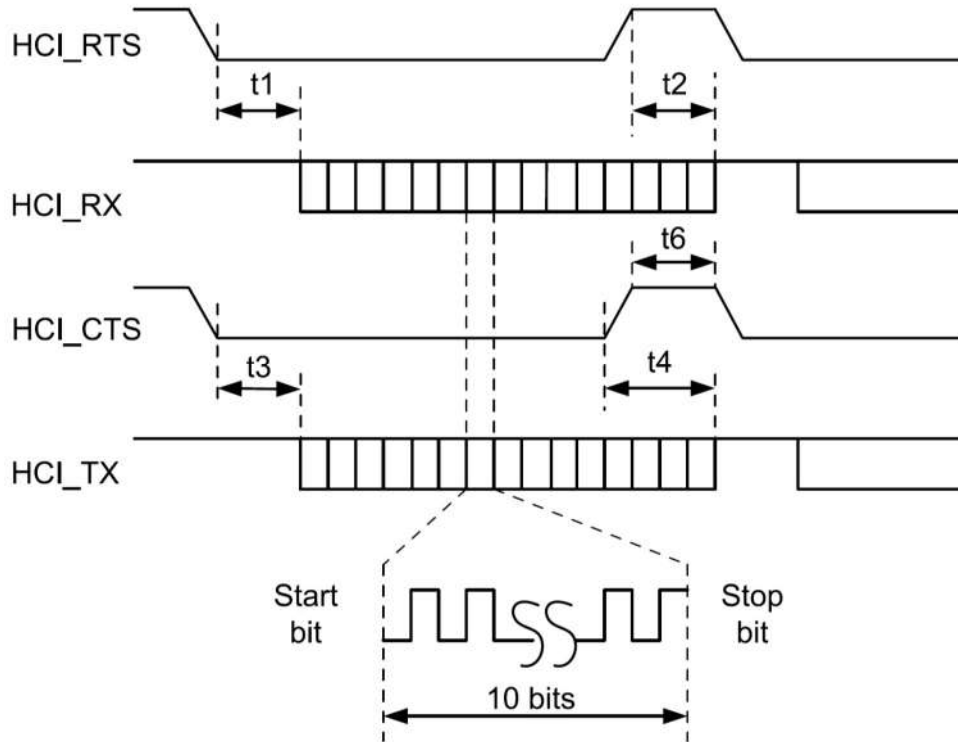 HCI_RTS
t1
t2
HCI_RX
t6
HCI_CTS
t3
t4
HCI_TX
Start
bit
Stop
bit
10 bits